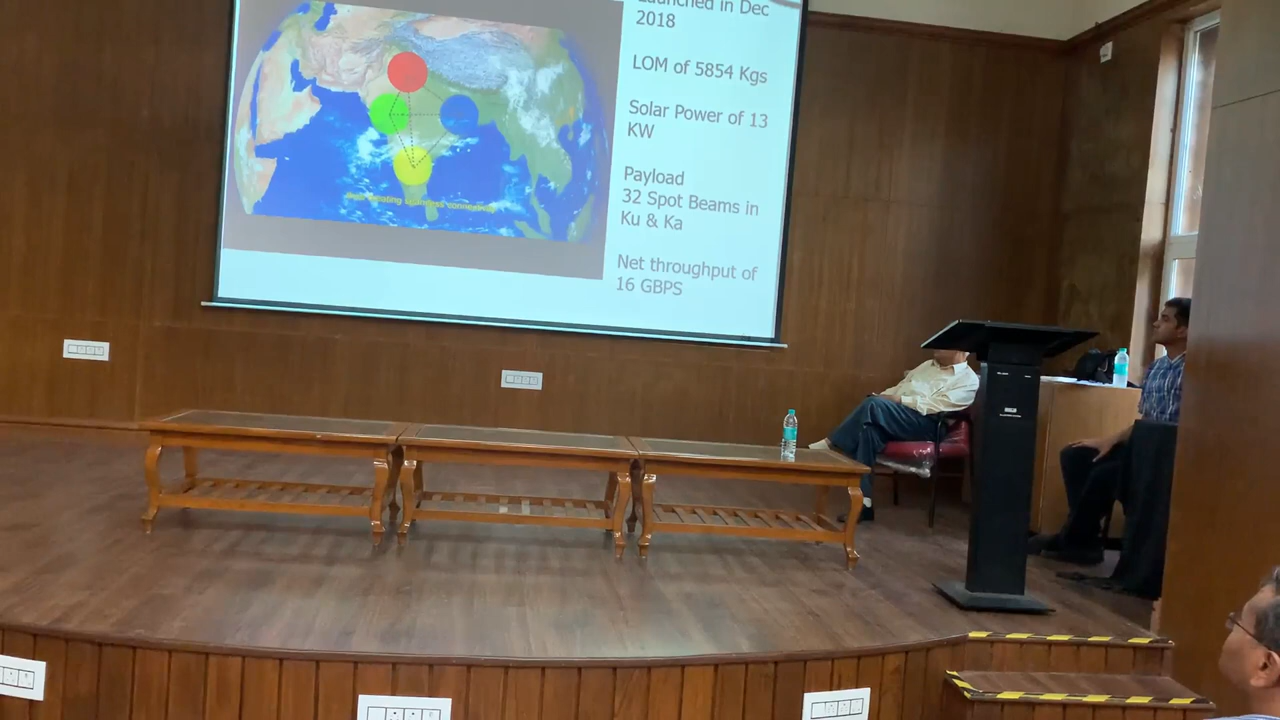 Launched in Dec
2018
LOM of 5854 Kgs
Solar Power of 13
KW
Payload
32 Spot Beams in
Ku & Ka
Net throughput of
16 GBPS